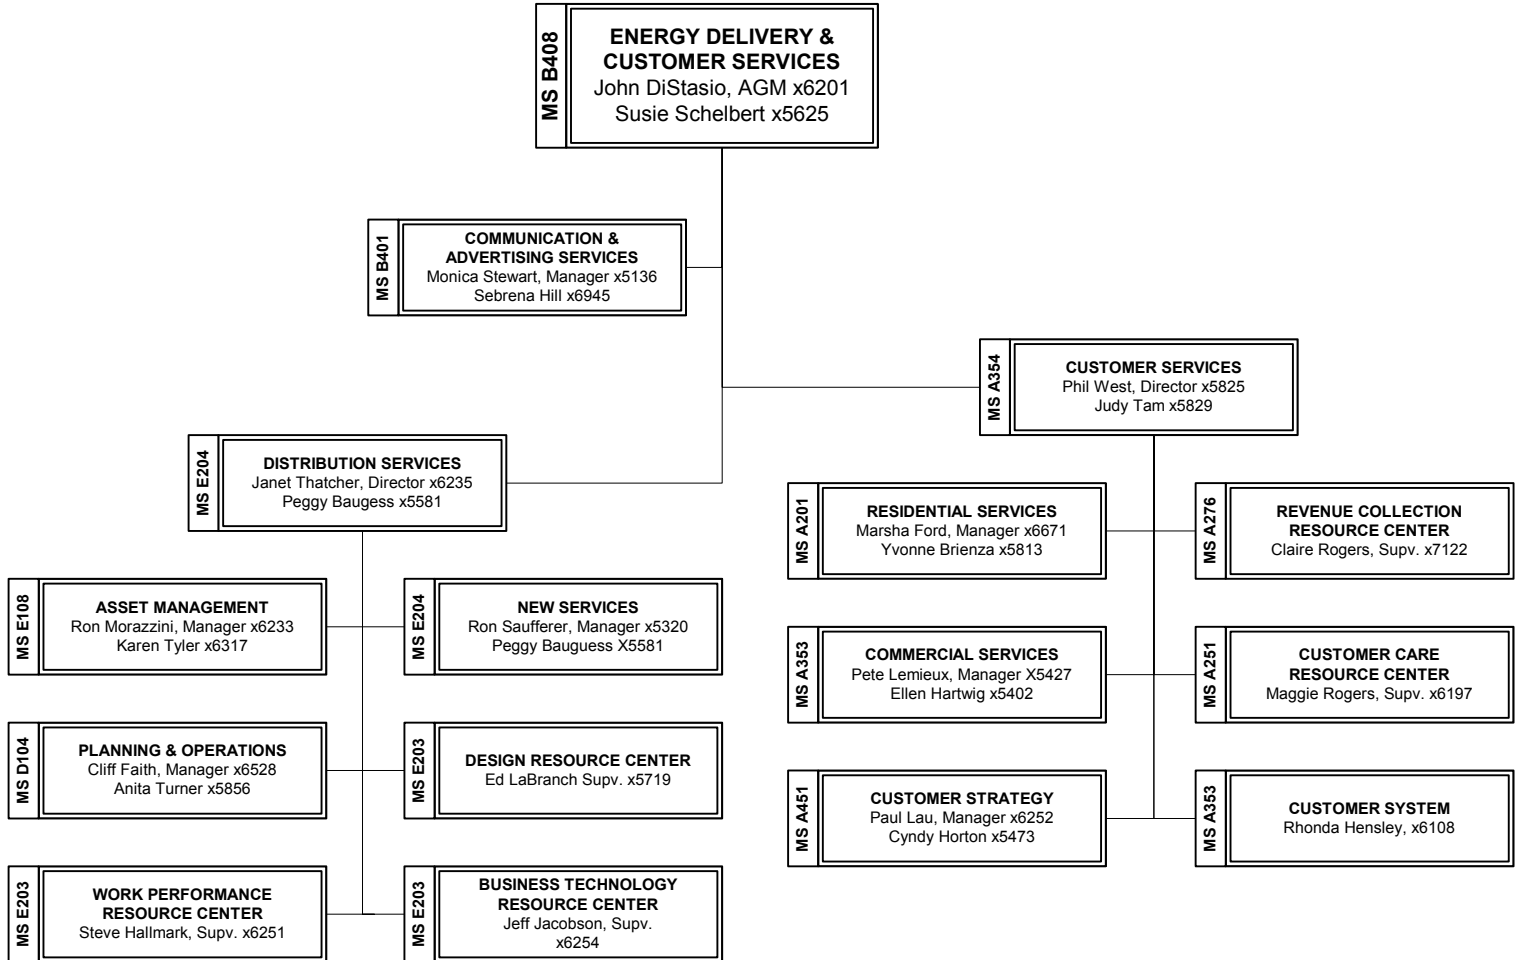 MS B408
ENERGY DELIVERY &
CUSTOMER SERVICES
John DiStasio, AGM x6201
Susie Schelbert x5625
MS B401
COMMUNICATION &
ADVERTISING SERVICES
Monica Stewart, Manager x5136
Sebrena Hill x6945
MS A354
CUSTOMER SERVICES
Phil West, Director x5825
Judy Tam x5829
MS E204
DISTRIBUTION SERVICES
Janet Thatcher, Director x6235
Peggy Baugess x5581
MS A201
RESIDENTIAL SERVICES
Marsha Ford, Manager x6671
Yvonne Brienza x5813
MS A276
REVENUE COLLECTION
RESOURCE CENTER
Claire Rogers, Supv. x7122
MS E108
ASSET MANAGEMENT
Ron Morazzini, Manager x6233
Karen Tyler x6317
MS E204
NEW SERVICES
Ron Saufferer, Manager x5320
Peggy Bauguess X5581
MS A353
COMMERCIAL SERVICES
Pete Lemieux, Manager X5427
Ellen Hartwig x5402
MS A251
CUSTOMER CARE
RESOURCE CENTER
Maggie Rogers, Supv. x6197
MS D104
PLANNING & OPERATIONS
Cliff Faith, Manager x6528
Anita Turner x5856
MS E203
DESIGN RESOURCE CENTER
Ed LaBranch Supv. x5719
MS A451
CUSTOMER STRATEGY
Paul Lau, Manager x6252
Cyndy Horton x5473
MS A353
CUSTOMER SYSTEM
Rhonda Hensley, x6108
MS E203
WORK PERFORMANCE
RESOURCE CENTER
Steve Hallmark, Supv. x6251
MS E203
BUSINESS TECHNOLOGY
RESOURCE CENTER
Jeff Jacobson, Supv.
x6254